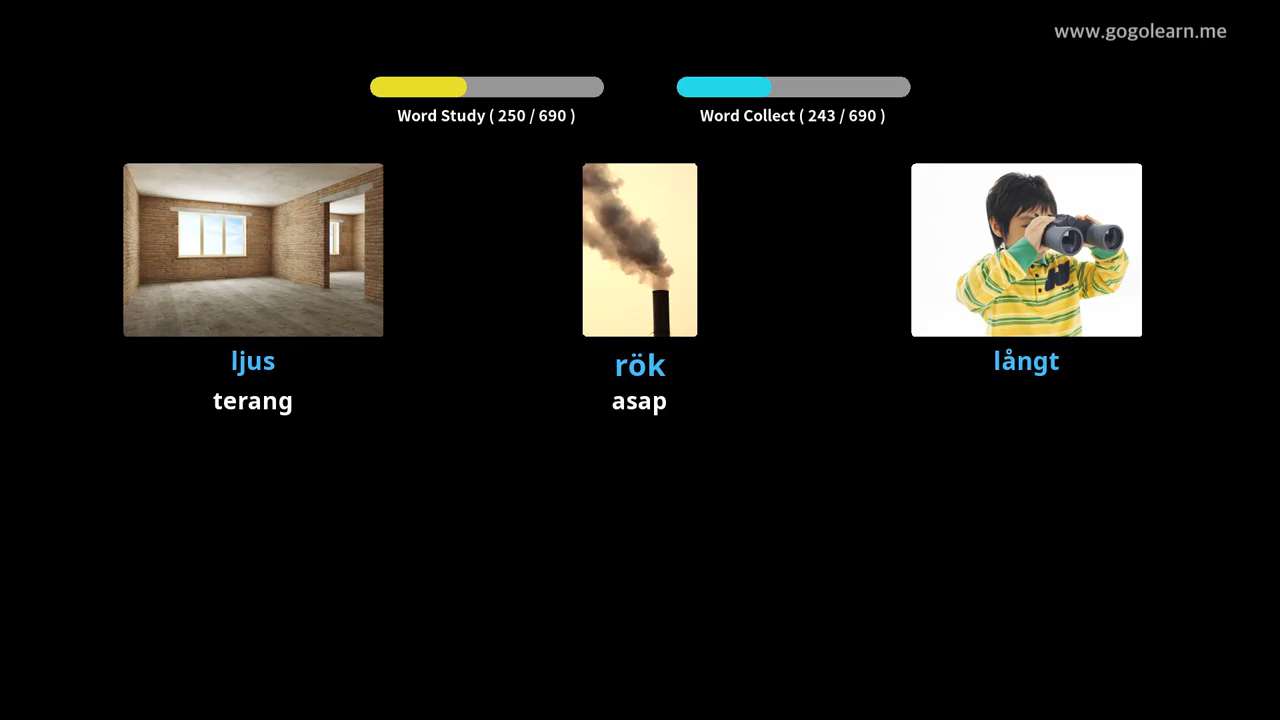 www.gogolearn.me
Word Study ( 250 / 690 )
Word Collect ( 243 / 690 )
ljus
rök
långt
terang
asap